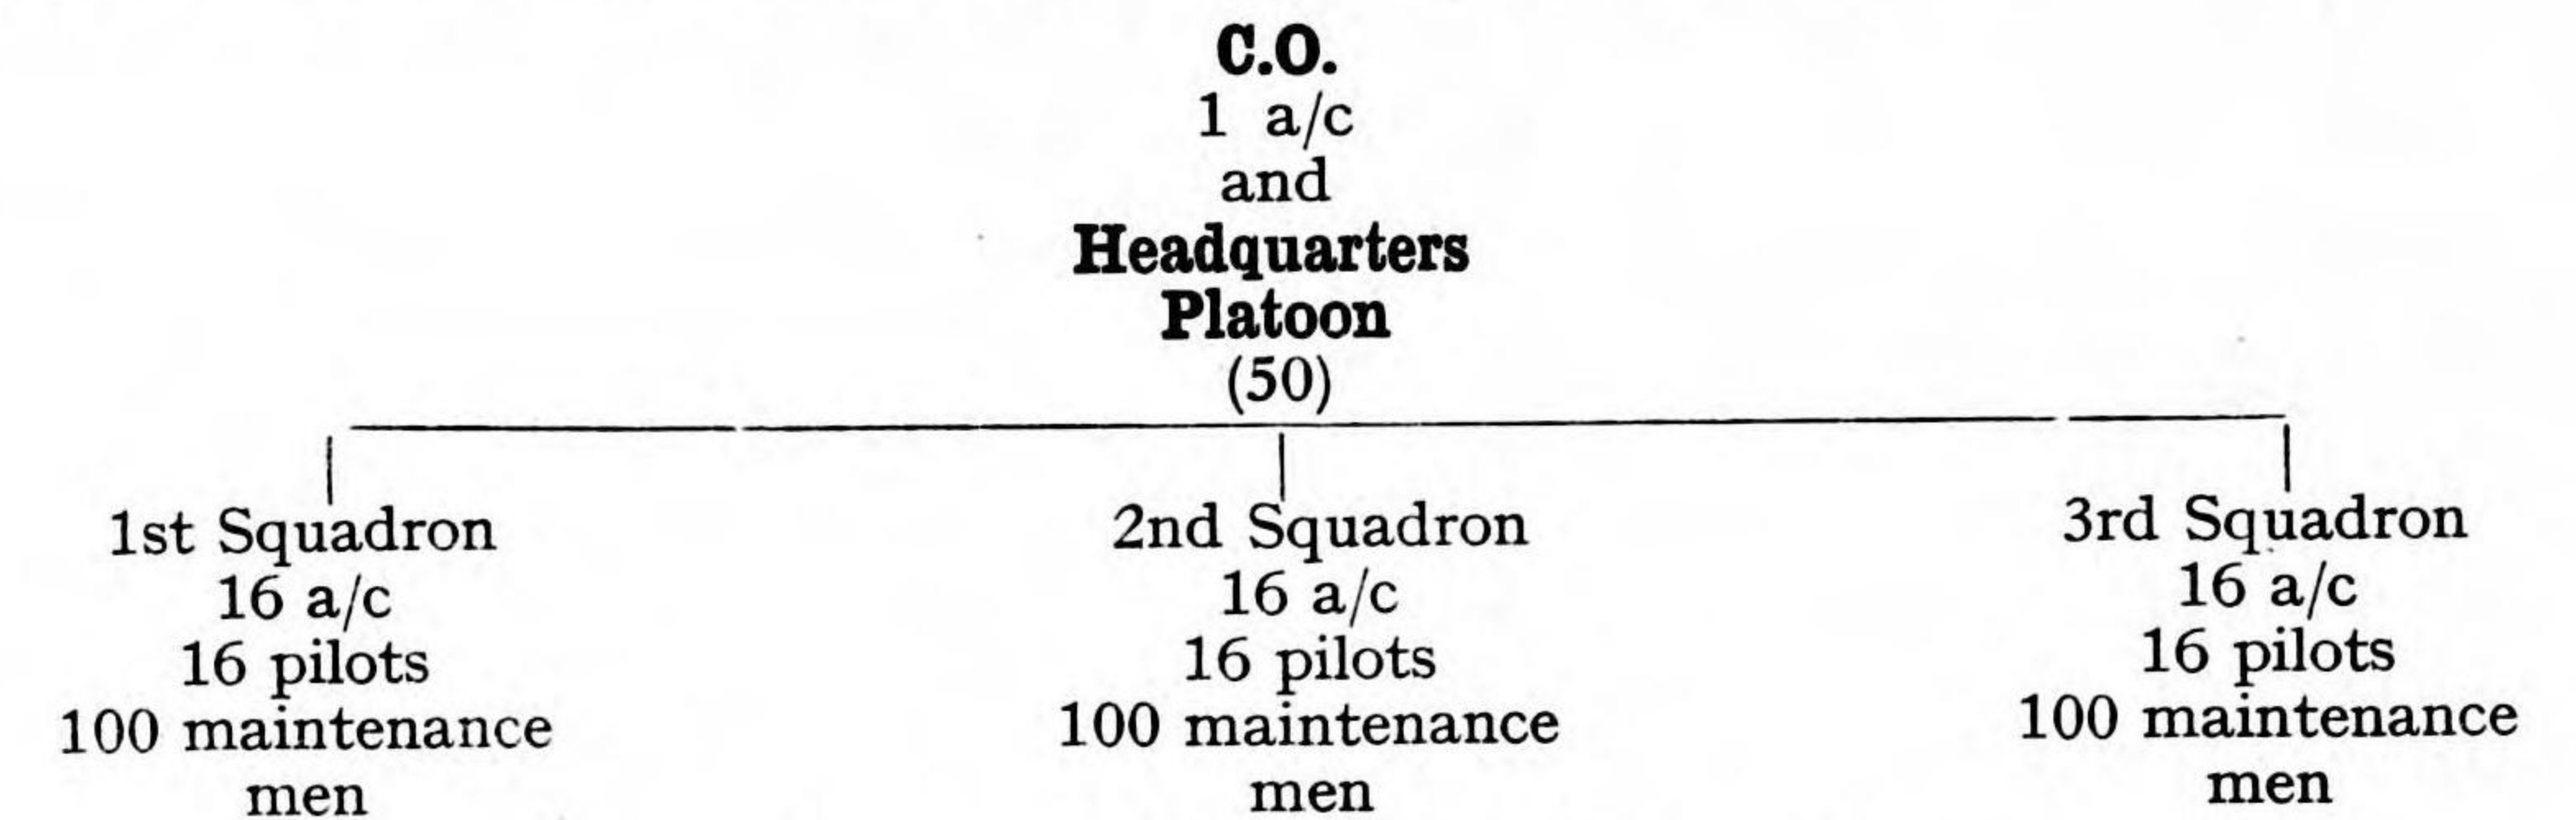 C.O.
1 a/c
and
Headquarters
Platoon
(50)
1st Squadron
16 a/c
16 pilots
100 maintenance
men
2nd Squadron
16 a/c
16 pilots
100 maintenance
men
3rd Squadron
16 a/c
16 pilots
100 maintenance
men